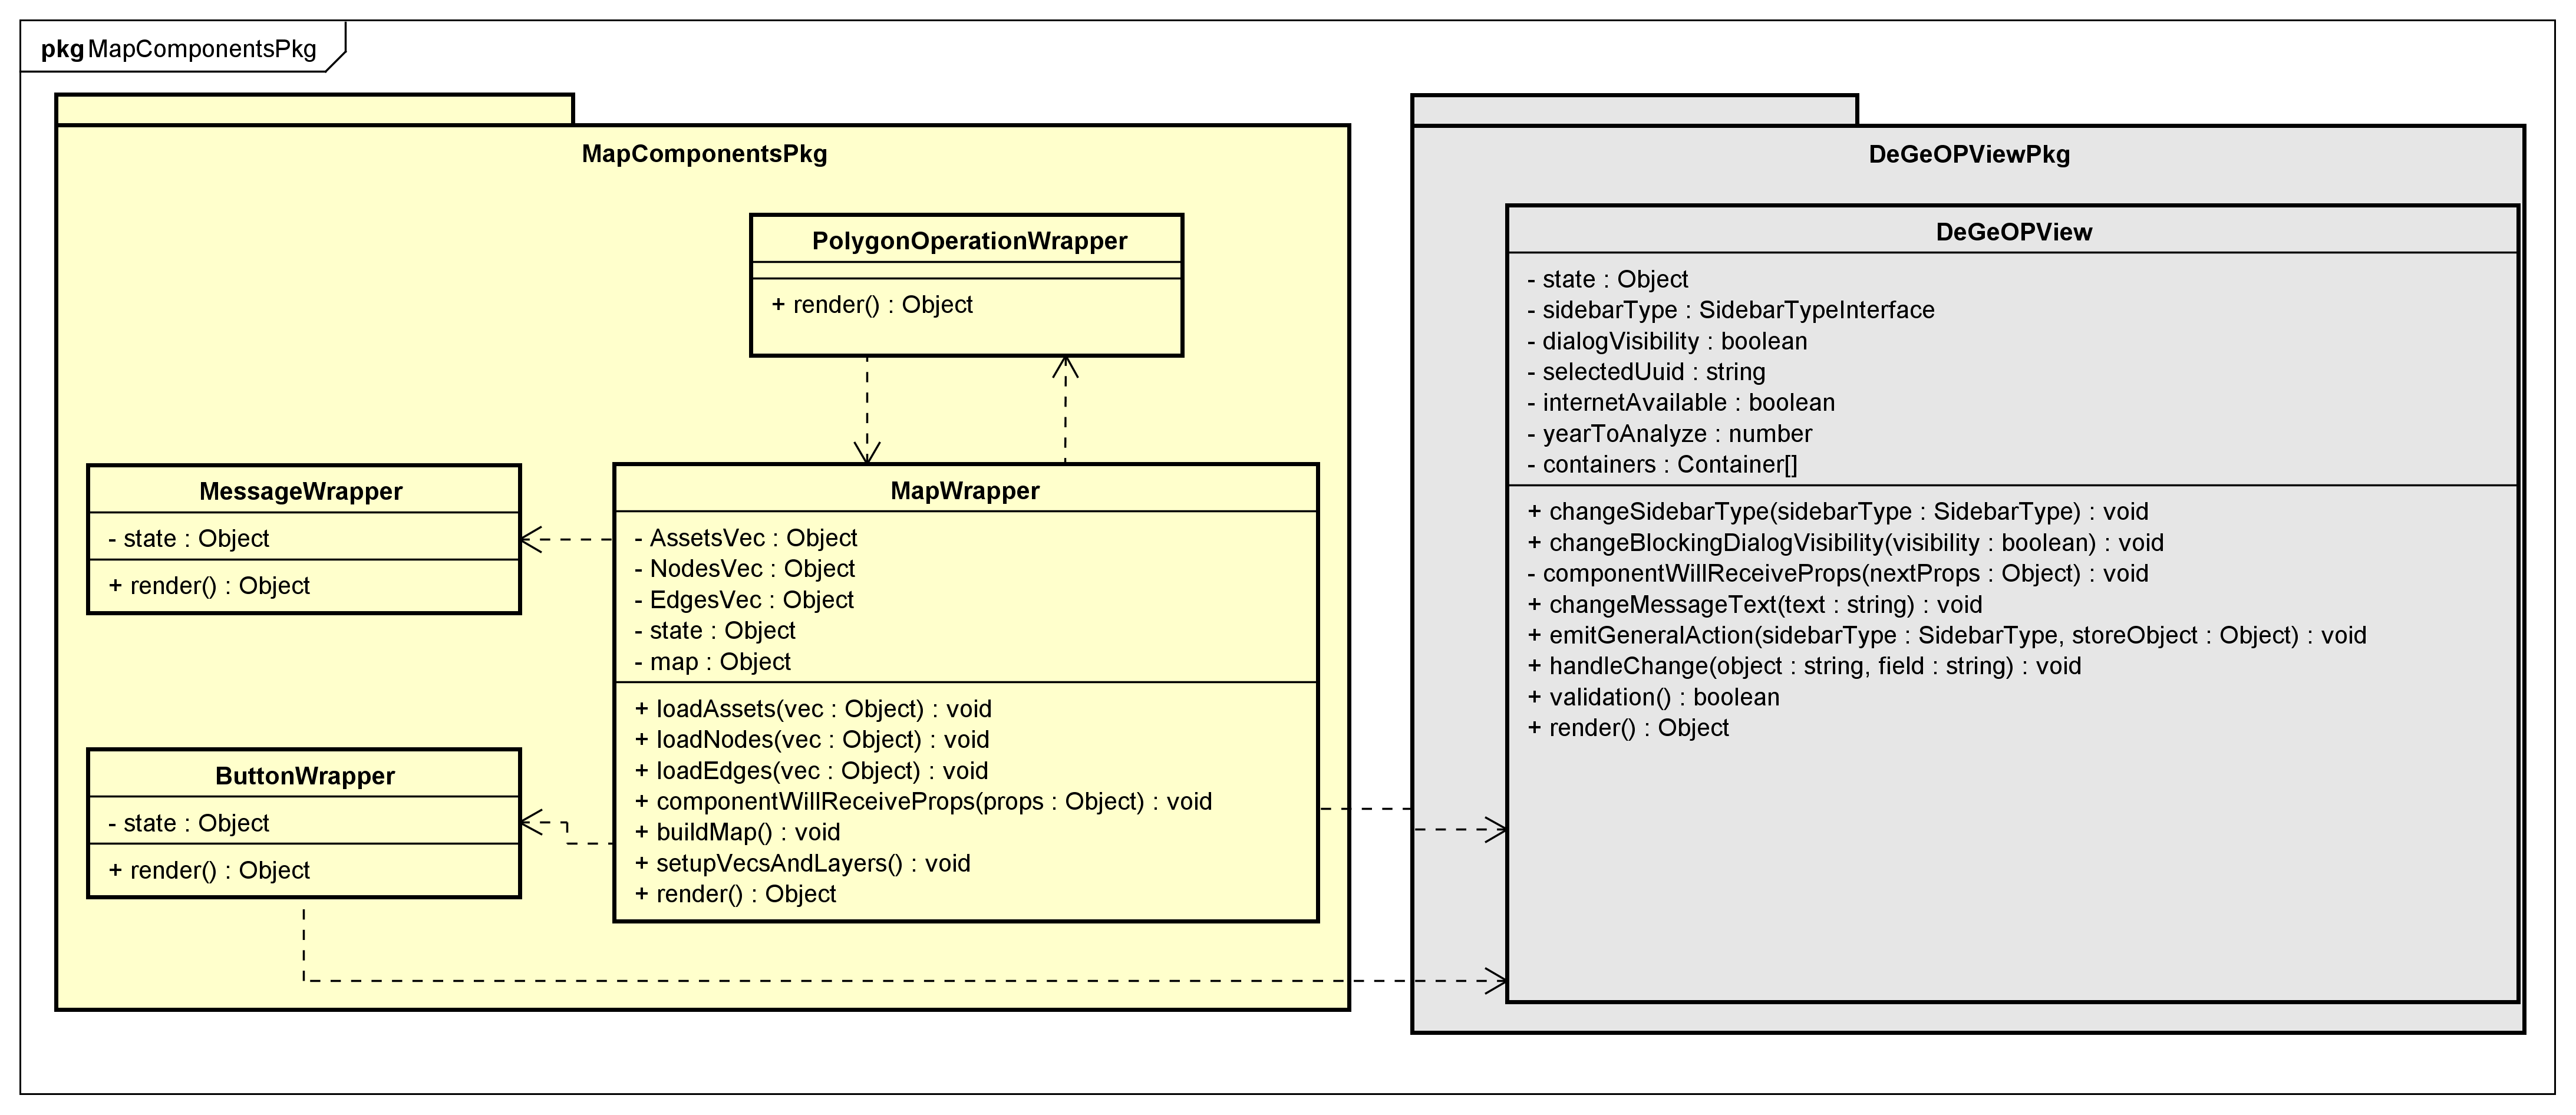 pkg MapComponentsPkg
MapComponentsPkg
PolygonOperationWrapper
+ render() : Object
MessageWrapper
- state : Object
+ render() : Object
MapWrapper
- AssetsVec : Object
- NodesVec : Object
- EdgesVec : Object
- state : Object
- map : Object
+ loadAssets(vec : Object) : void
+ loadNodes(vec : Object) : void
+ loadEdges(vec : Object) : void
+ componentWillReceiveProps(props : Object) : void
+ buildMap() : void
+ setupVecsAndLayers() : void
+ render() : Object
ButtonWrapper
- state : Object
+ render() : Object
DeGeOPViewPkg
DeGeOPView
- state : Object
- sidebarType : SidebarTypeInterface
- dialogVisibility : boolean
- selectedUuid : string
- internetAvailable : boolean
- yearToAnalyze : number
- containers : Container[]
+ changeSidebarType(sidebarType : SidebarType) : void
+ changeBlockingDialogVisibility(visibility : boolean) : void
- componentWillReceiveProps(nextProps : Object) : void
+ changeMessageText(text : string) : void
+ emitGeneralAction(sidebarType : SidebarType, storeObject : Object) : void
+ handleChange(object : string, field : string) : void
+ validation() : boolean
+ render() : Object